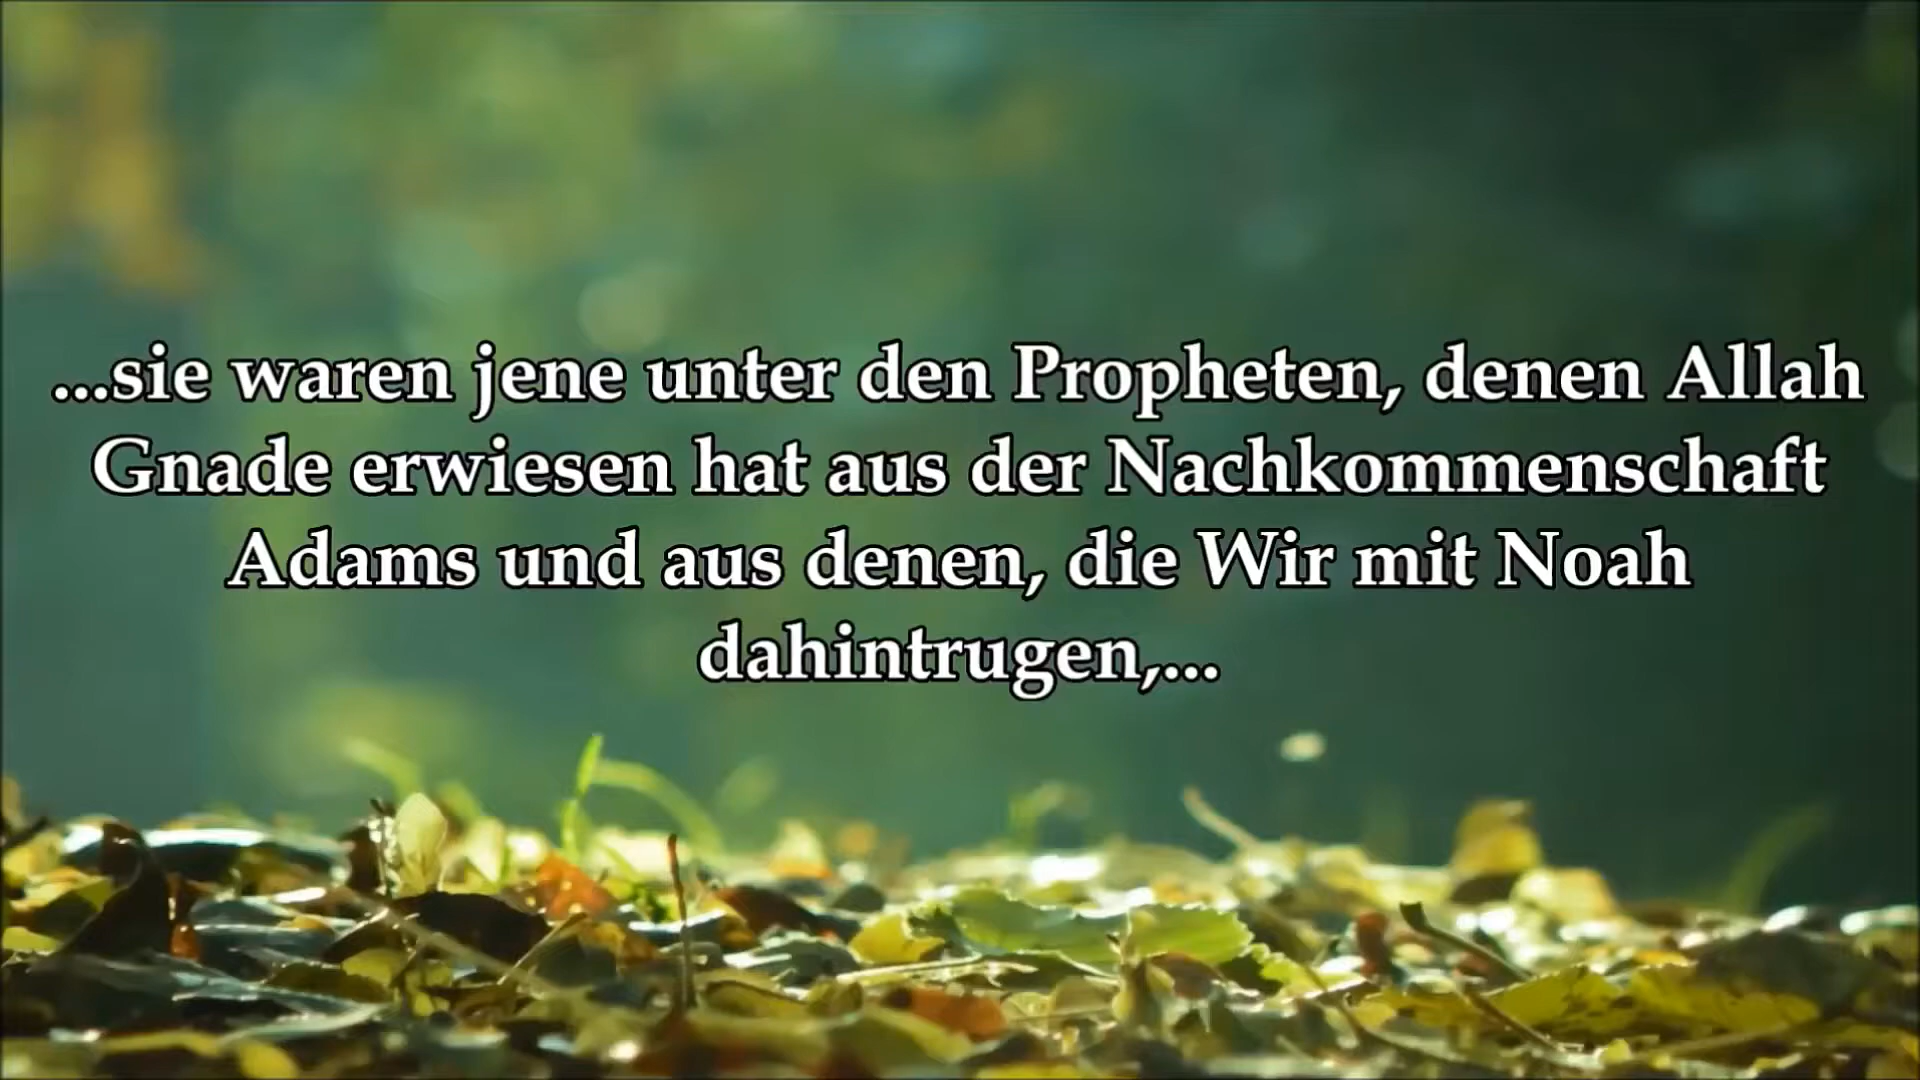 ...sie waren jene unter den Propheten, denen Allah
Gnade erwiesen hat aus der Nachkommenschaft
Adams und aus denen, die Wir mit Noah
dahintrugen,...